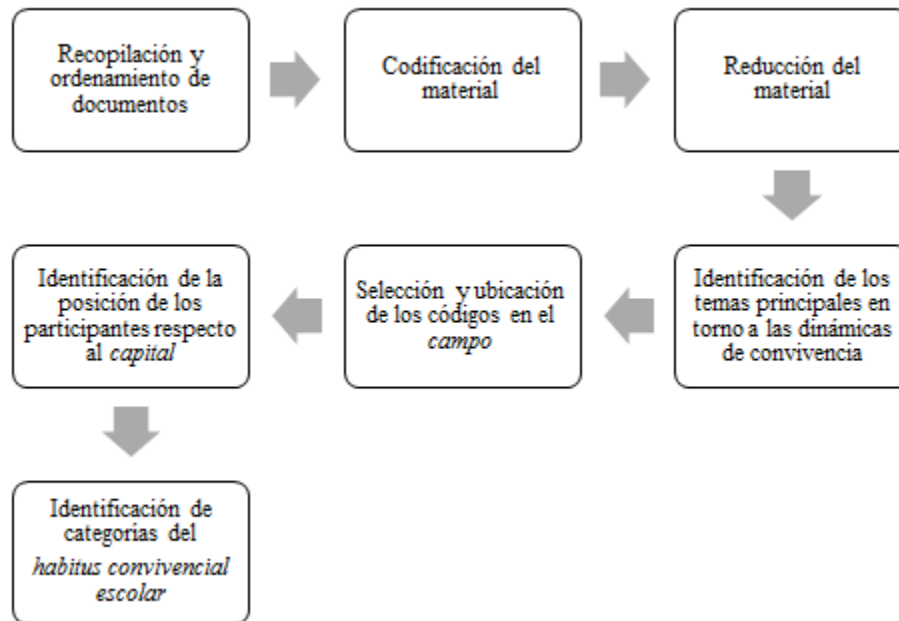 Recopilación y
ordenamiento de
documentos
Codificación del
material
Reducción del
material
Identificación de los
temas principales en
torno a las dinámicas
de convivencia
Selección y ubicación
de los códigos en el
campo
Identificación de la
posición de los
participantes respecto
al capital
Identificación de
categorías del
habitus convivencial
escolar